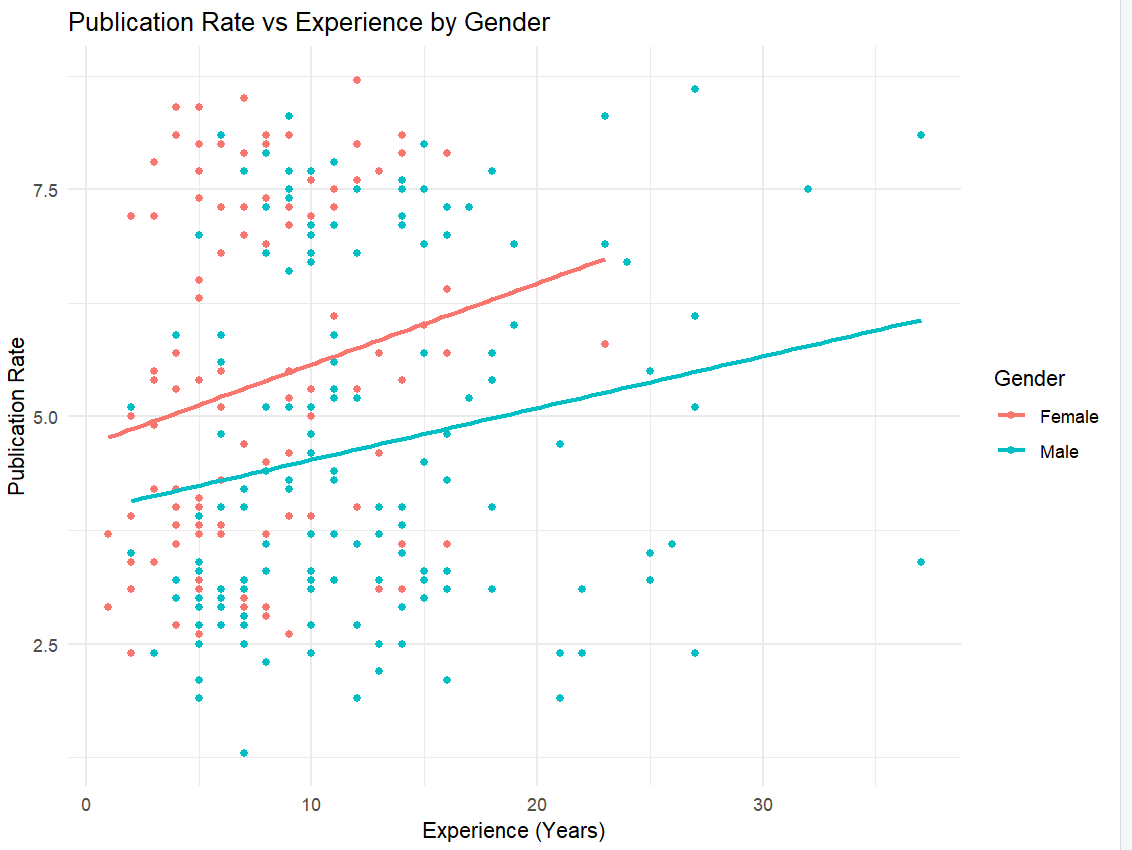 Publication Rate vs Experience by Gender
7.5
5.0
2.5
Publication Rate
0 10 20 30
Experience (Years)
Gender
Female
Male